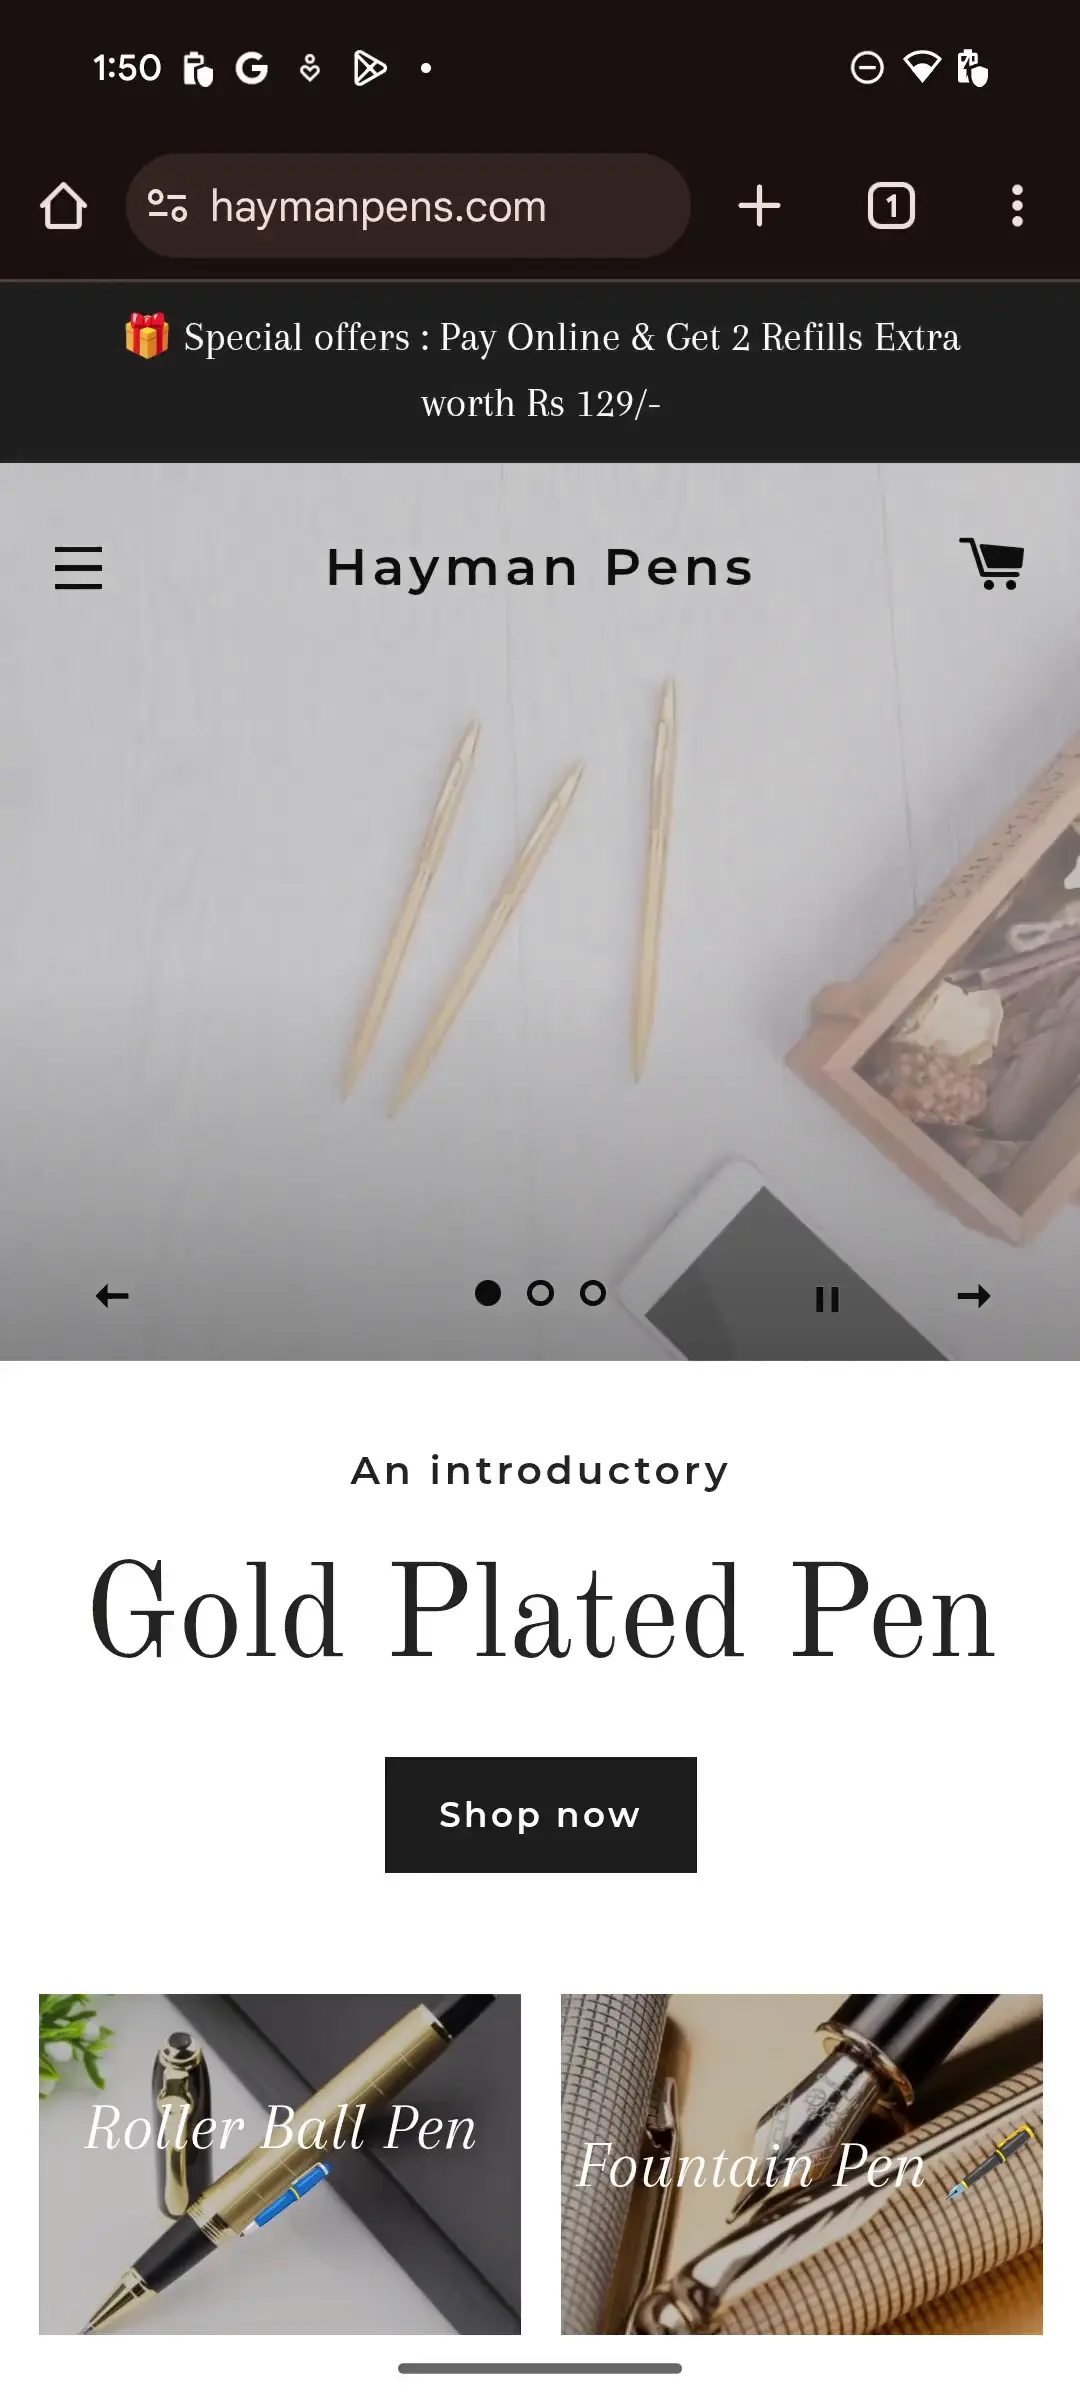 1:50
haymanpens.com
1
🎁 Special offers : Pay Online & Get 2 Refills Extra
worth Rs 129/-
Hayman Pens
An introductory
Gold Plated Pen
Shop now
Roller Ball Pen
Fountain Pen